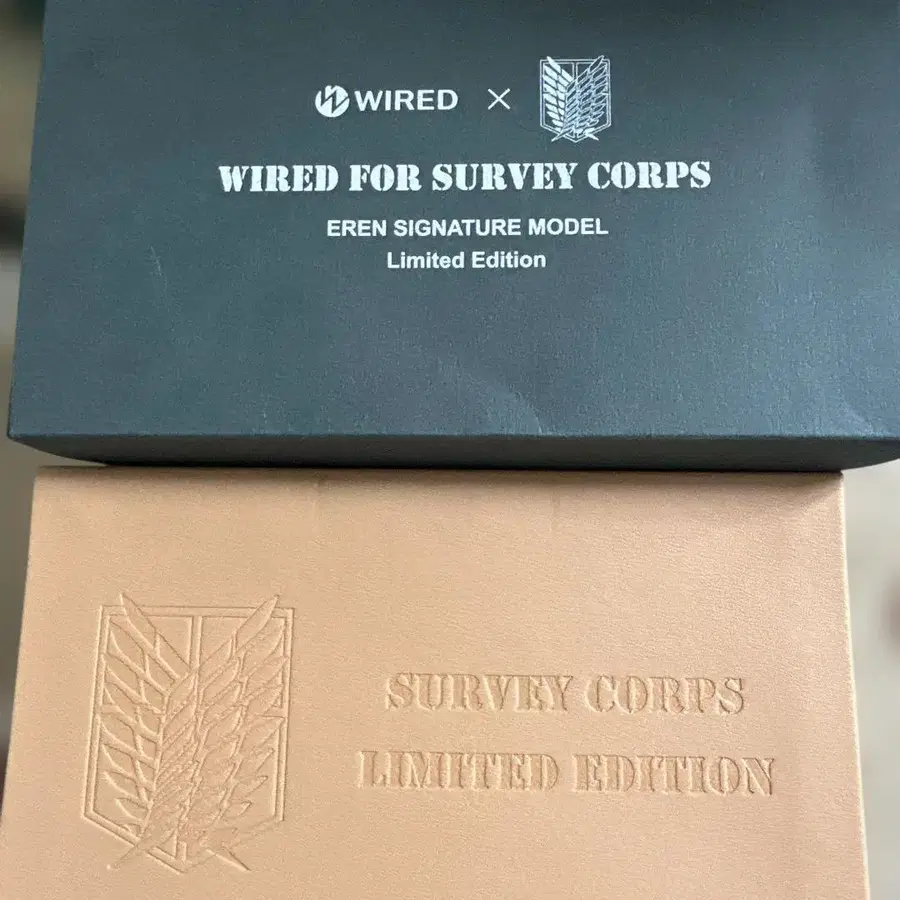 WIRED ×
WIRED FOR SURVEY CORPS
EREN SIGNATURE MODEL
Limited Edition
SURVEY CORPS
LIMITED EDITION